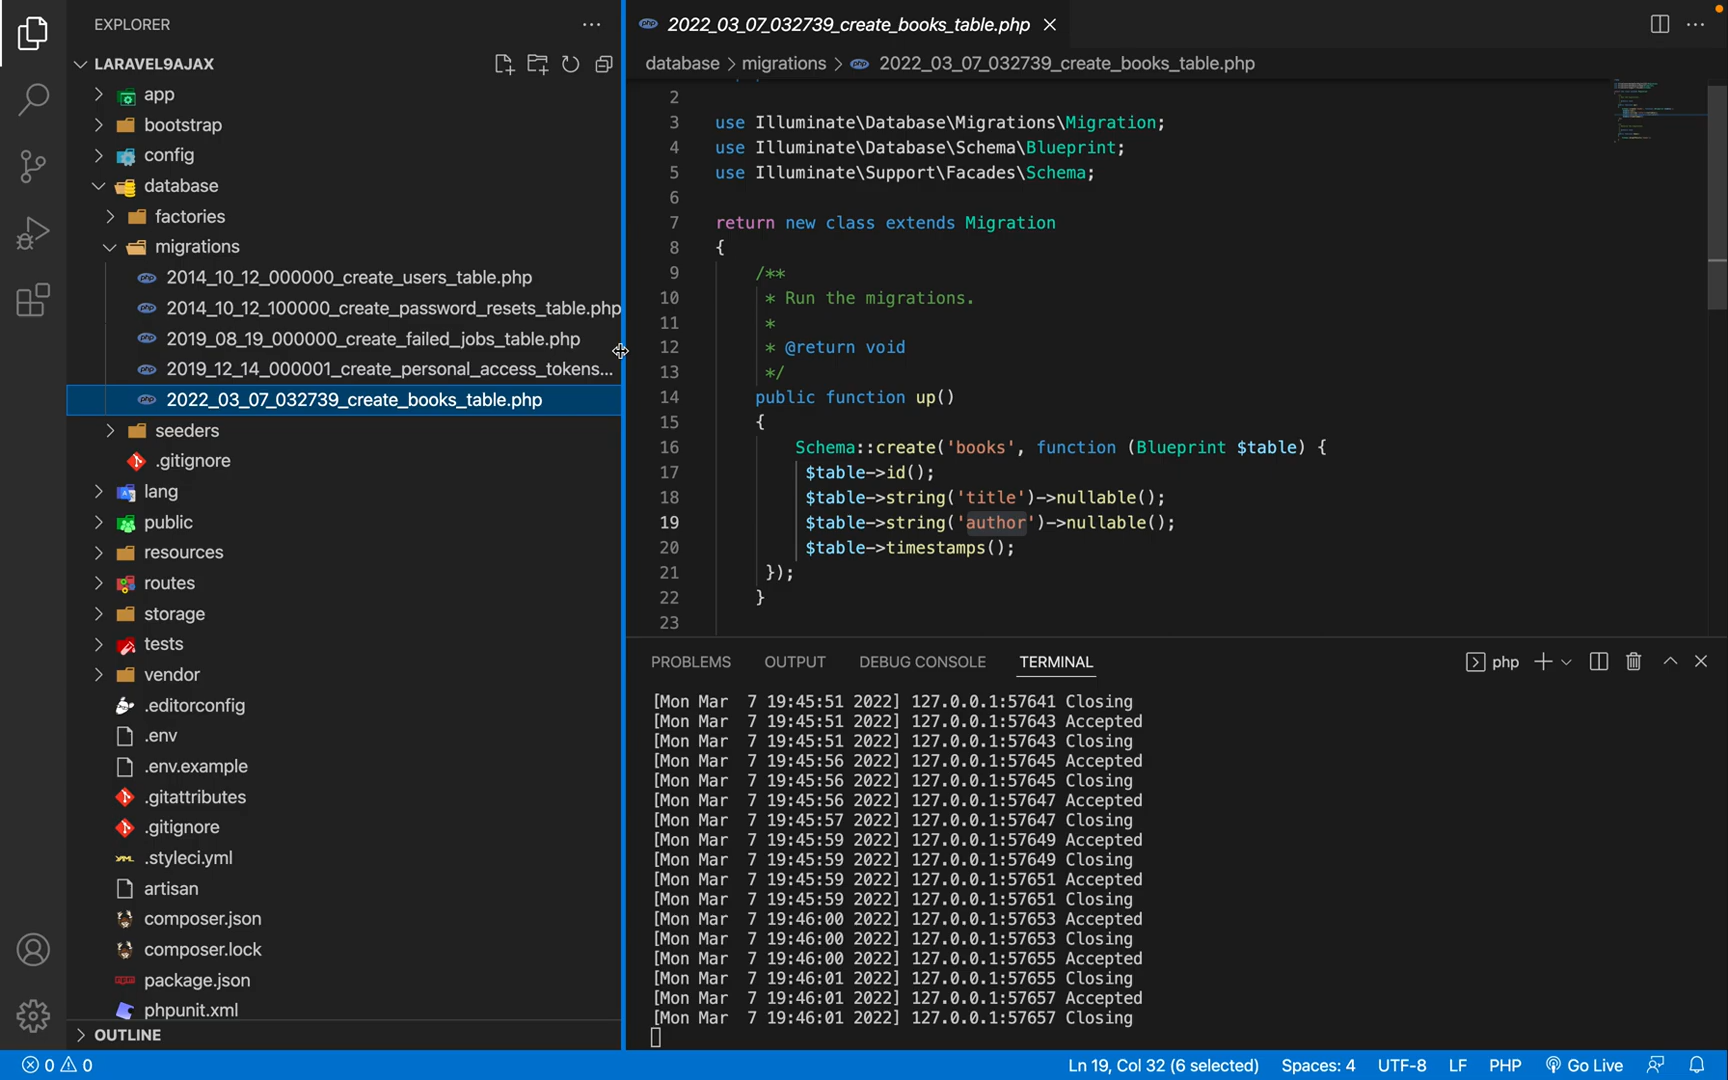 EXPLORER
LARAVEL9AJAX
app
bootstrap
config
database
factories
migrations
2014_10_12_000000_create_users_table.php
2014_10_12_100000_create_password_resets_table.php
2019_08_19_000000_create_failed_jobs_table.php
2019_12_14_000001_create_personal_access_tokens...
2022_03_07_032739_create_books_table.php
seeders
.gitignore
lang
public
resources
routes
storage
tests
vendor
.editorconfig
.env
.env.example
.gitattributes
.gitignore
.styleci.yml
artisan
composer.json
composer.lock
package.json
phpunit.xml
OUTLINE
2022_03_07_032739_create_books_table.php
database > migrations > 2022_03_07_032739_create_books_table.php
2
3 use Illuminate\Database\Migrations\Migration;
4 use Illuminate\Database\Schema\Blueprint;
5 use Illuminate\Support\Facades\Schema;
6
7 return new class extends Migration
8 {
9 /**
10 * Run the migrations.
11 *
12 * @return void
13 */
14 public function up()
15 {
16 Schema::create('books', function (Blueprint $table) {
17 $table->id();
18 $table->string('title')->nullable();
19 $table->string('author')->nullable();
20 $table->timestamps();
21 });
22 }
23
PROBLEMS OUTPUT DEBUG CONSOLE TERMINAL php
[Mon Mar  7 19:45:51 2022] 127.0.0.1:57641 Closing
[Mon Mar  7 19:45:51 2022] 127.0.0.1:57643 Accepted
[Mon Mar  7 19:45:51 2022] 127.0.0.1:57643 Closing
[Mon Mar  7 19:45:56 2022] 127.0.0.1:57645 Accepted
[Mon Mar  7 19:45:56 2022] 127.0.0.1:57645 Closing
[Mon Mar  7 19:45:56 2022] 127.0.0.1:57647 Accepted
[Mon Mar  7 19:45:57 2022] 127.0.0.1:57647 Closing
[Mon Mar  7 19:45:59 2022] 127.0.0.1:57649 Accepted
[Mon Mar  7 19:45:59 2022] 127.0.0.1:57649 Closing
[Mon Mar  7 19:45:59 2022] 127.0.0.1:57651 Accepted
[Mon Mar  7 19:45:59 2022] 127.0.0.1:57651 Closing
[Mon Mar  7 19:46:00 2022] 127.0.0.1:57653 Accepted
[Mon Mar  7 19:46:00 2022] 127.0.0.1:57653 Closing
[Mon Mar  7 19:46:00 2022] 127.0.0.1:57655 Accepted
[Mon Mar  7 19:46:01 2022] 127.0.0.1:57655 Closing
[Mon Mar  7 19:46:01 2022] 127.0.0.1:57657 Accepted
[Mon Mar  7 19:46:01 2022] 127.0.0.1:57657 Closing
0 0 Ln 19, Col 32 (6 selected) Spaces: 4 UTF-8 LF PHP Go Live